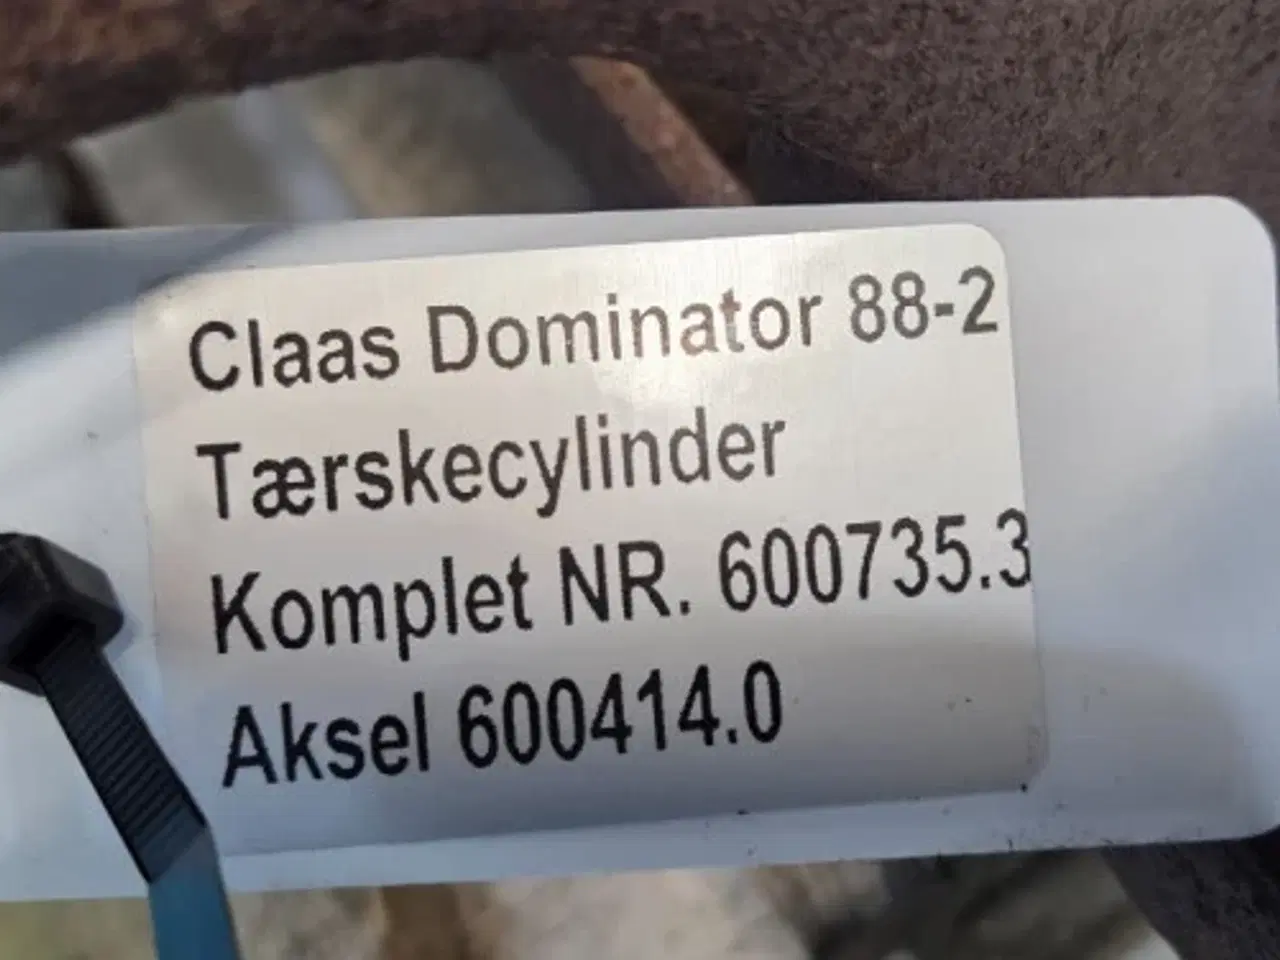 Claas Dominator 88-2
Tærskecylinder
Komplet NR. 600735.3
Aksel 600414.0